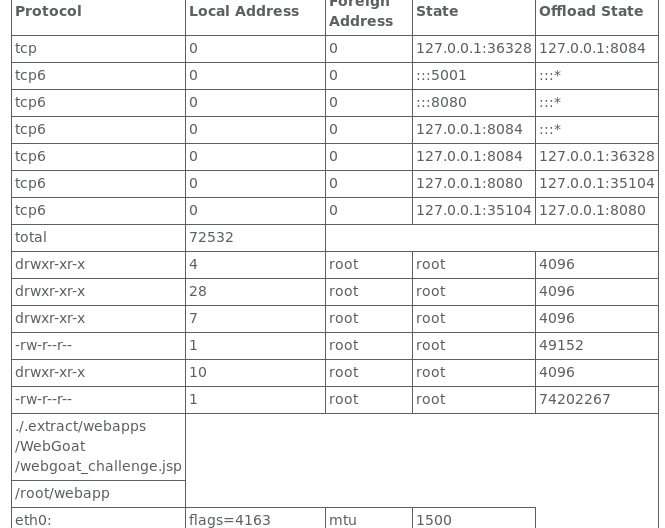 Protocol Local Address Foreign Address State Offload State
tcp 0 0 127.0.0.1:36328 127.0.0.1:8084
tcp6 0 0 :::5001 :::*
tcp6 0 0 :::8080 :::*
tcp6 0 0 127.0.0.1:8084 :::*
tcp6 0 0 127.0.0.1:8084 127.0.0.1:36328
tcp6 0 0 127.0.0.1:8080 127.0.0.1:35104
tcp6 0 0 127.0.0.1:35104 127.0.0.1:8080
total 72532
drwxr-xr-x 4 root root 4096
drwxr-xr-x 28 root root 4096
drwxr-xr-x 7 root root 4096
-rw-r--r-- 1 root root 49152
drwxr-xr-x 10 root root 4096
-rw-r--r-- 1 root root 74202267
./.extract/webapps
/WebGoat
/webgoat_challenge.jsp
/root/webapp
eth0: flags=4163 mtu 1500